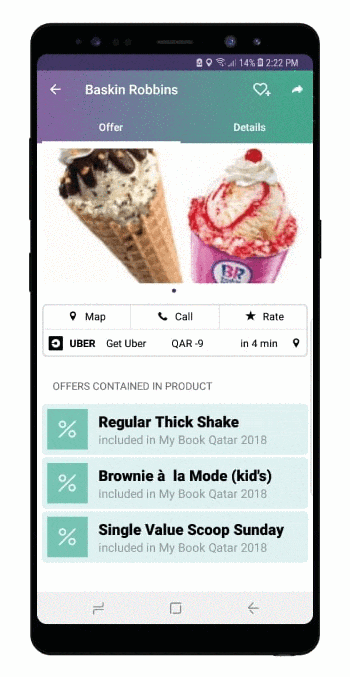 14% 2:22 PM
Baskin Robbins
Offer Details
BR
Map Call Rate
UBER Get Uber QAR -9 in 4 min
OFFERS CONTAINED IN PRODUCT
Regular Thick Shake
included in My Book Qatar 2018
Brownie à la Mode (kid's)
included in My Book Qatar 2018
Single Value Scoop Sunday
included in My Book Qatar 2018